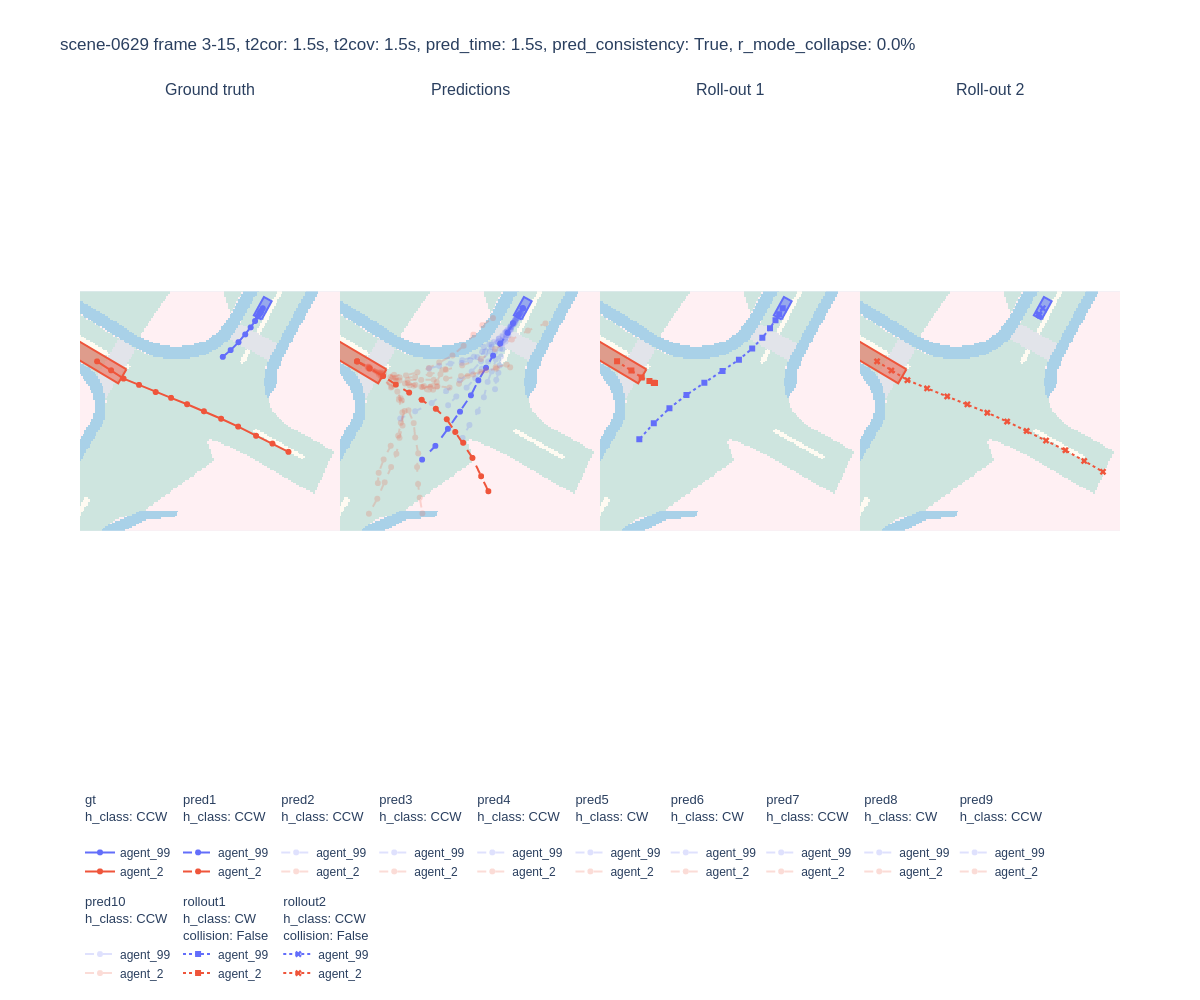 scene-0629 frame 3-15, t2cor: 1.5s, t2cov: 1.5s, pred_time: 1.5s, pred_consistency: True, r_mode_collapse: 0.0%
Ground truth
Predictions
Roll-out 1
Roll-out 2
gt
h_class: CCW
agent_99
agent_2
pred1
h_class: CCW
agent_99
agent_2
pred2
h_class: CCW
agent_99
agent_2
pred3
h_class: CCW
agent_99
agent_2
pred4
h_class: CCW
agent_99
agent_2
pred5
h_class: CW
agent_99
agent_2
pred6
h_class: CW
agent_99
agent_2
pred7
h_class: CCW
agent_99
agent_2
pred8
h_class: CW
agent_99
agent_2
pred9
h_class: CCW
agent_99
agent_2
pred10
h_class: CCW
agent_99
agent_2
rollout1
h_class: CW
collision: False
agent_99
agent_2
rollout2
h_class: CCW
collision: False
agent_99
agent_2